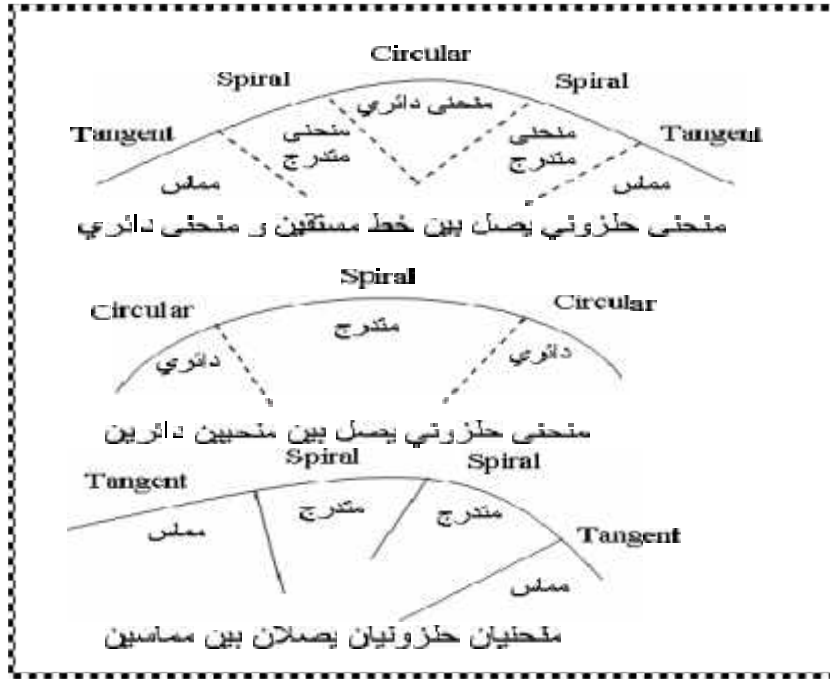 Circular
Spiral Spiral
منحنى دائري
Tangent منحنى منحنى Tangent
متدرج متدرج
مماس مماس
منحنى حلزوني يصل بين خط مستقين و منحنى دائري
Spiral
Circular Circular
متدرج
دائري دائري
منحنى حلزوني يصل بين منحيين دائرين
Spiral Spiral
Tangent
متدرج متدرج
مماس Tangent
مماس
منحنيان حلزونيان يصلان بين مماسين